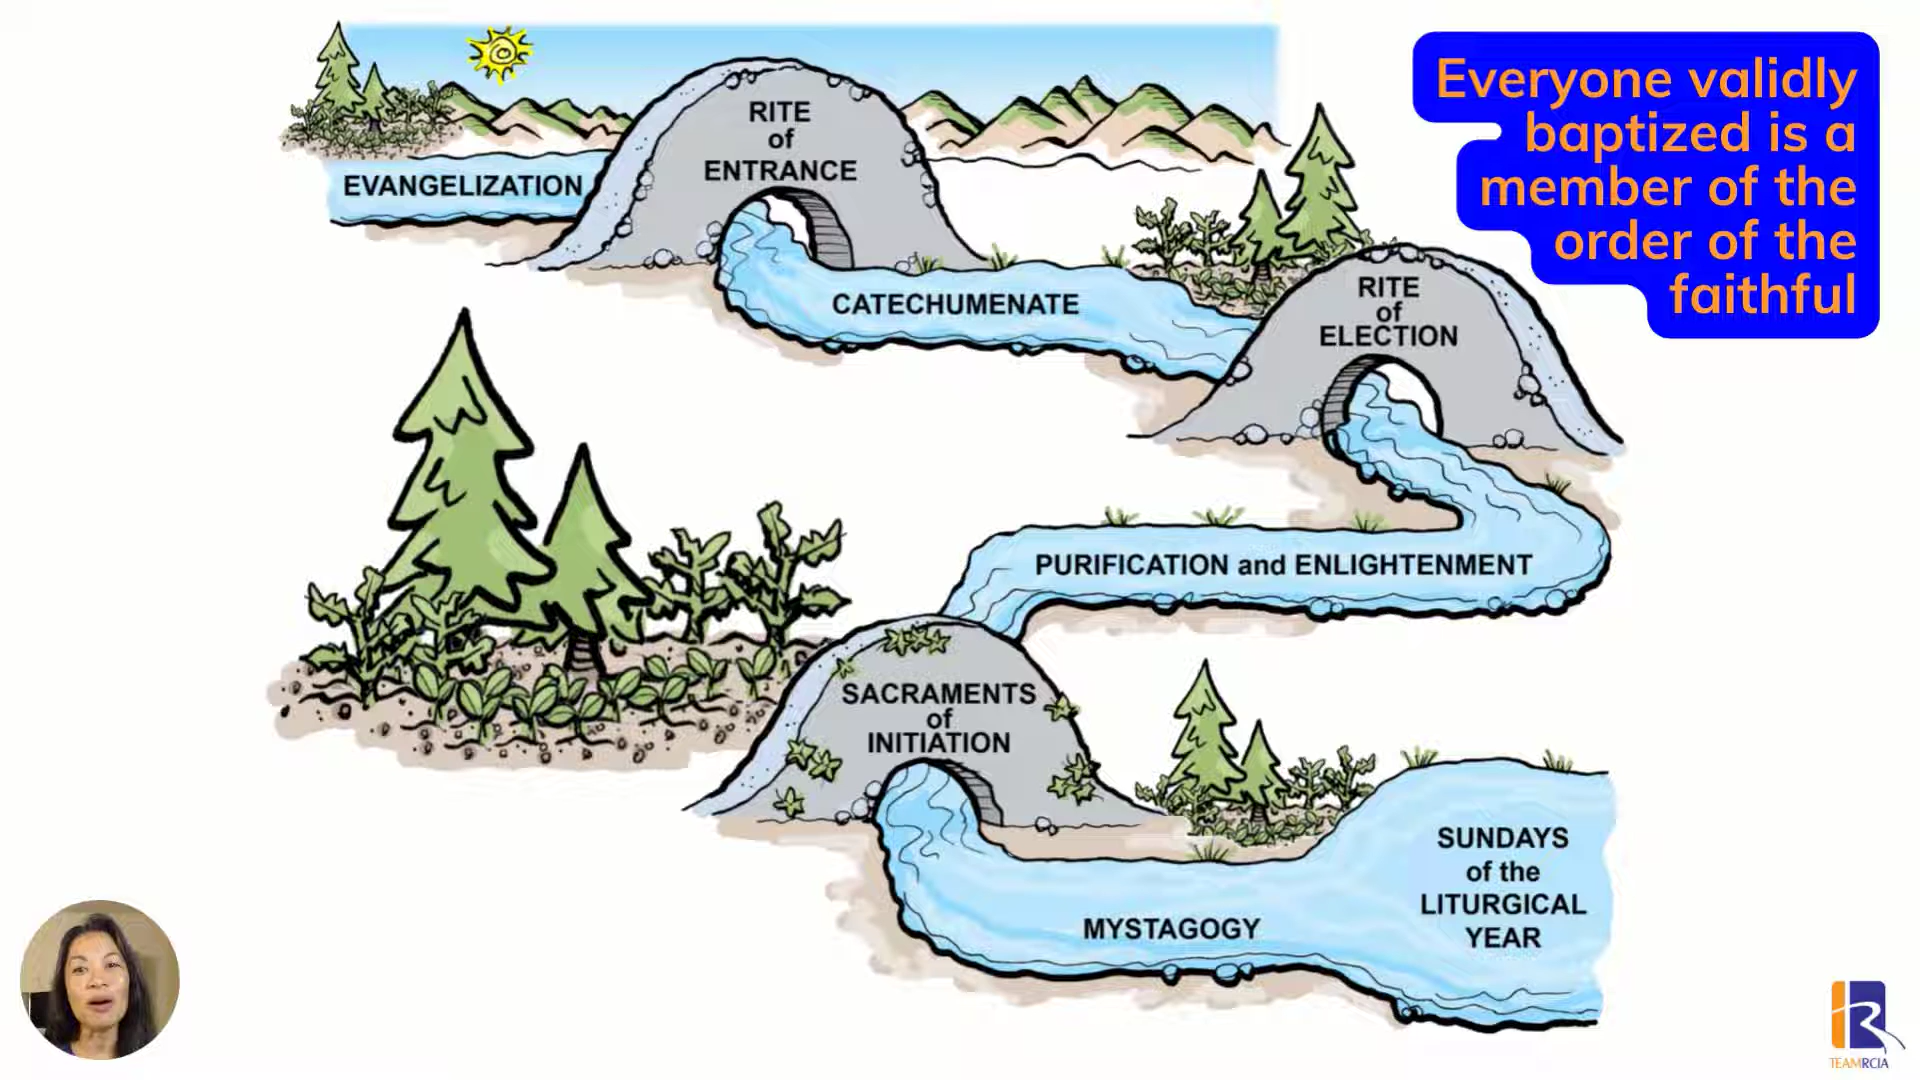 Everyone validly
baptized is a
member of the
order of the
faithful
RITE
of
ENTRANCE
EVANGELIZATION
CATECHUMENATE
RITE
of
ELECTION
PURIFICATION and ENLIGHTENMENT
SACRAMENTS
of
INITIATION
MYSTAGOGY
SUNDAYS
of the
LITURGICAL
YEAR
TEAMRCIA